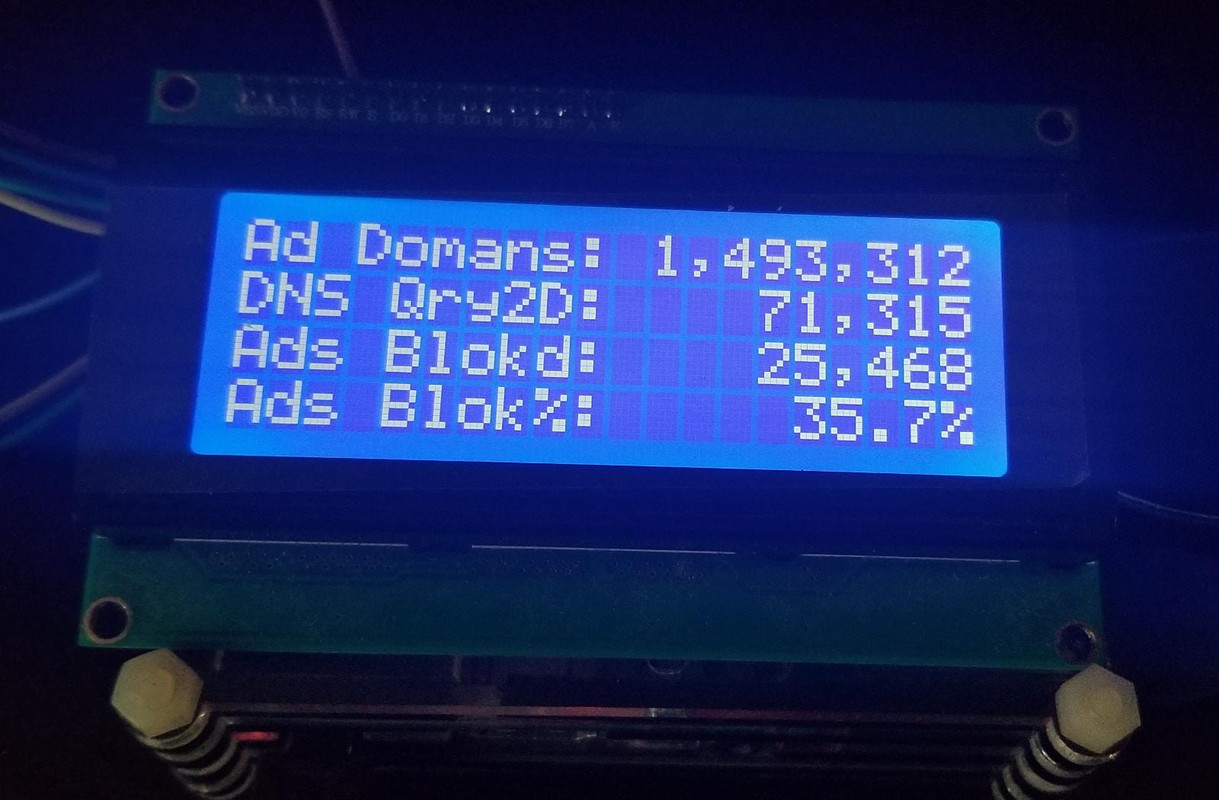 Ad Domans: 1,493,312
DNS Qry2D: 71,315
Ads Blokd: 25,468
Ads Blok%: 35.7%